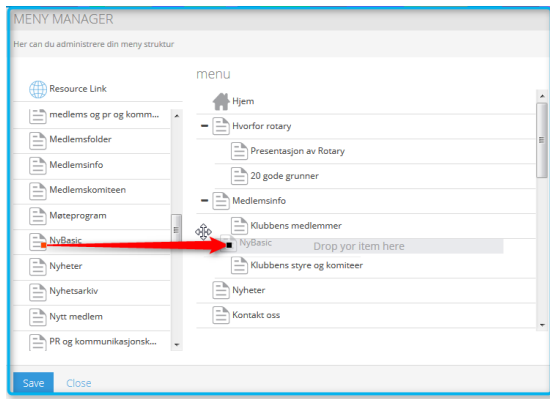 MENY MANAGER
Her can du administrere din meny struktur
Resource Link
medlems og pr og komm...
Medlemsfolder
Medlemsinfo
Medlemskomiteen
Møteprogram
NyBasic
Nyheter
Nyhetsarkiv
Nytt medlem
PR og kommunikasjonsk...
menu
Hjem
Hvorfor rotary
Presentasjon av Rotary
20 gode grunner
Medlemsinfo
Klubbens medlemmer
NyBasic Drop yor item here
Klubbens styre og komiteer
Nyheter
Kontakt oss
Save Close